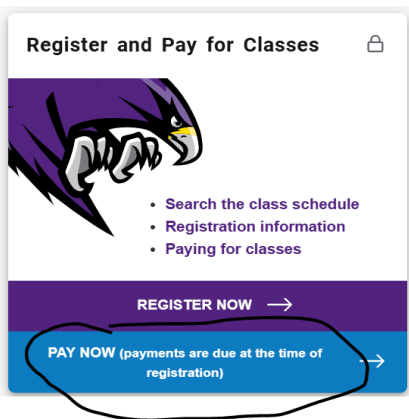 Register and Pay for Classes
Search the class schedule
Registration information
Paying for classes
REGISTER NOW
PAY NOW (payments are due at the time of
registration)